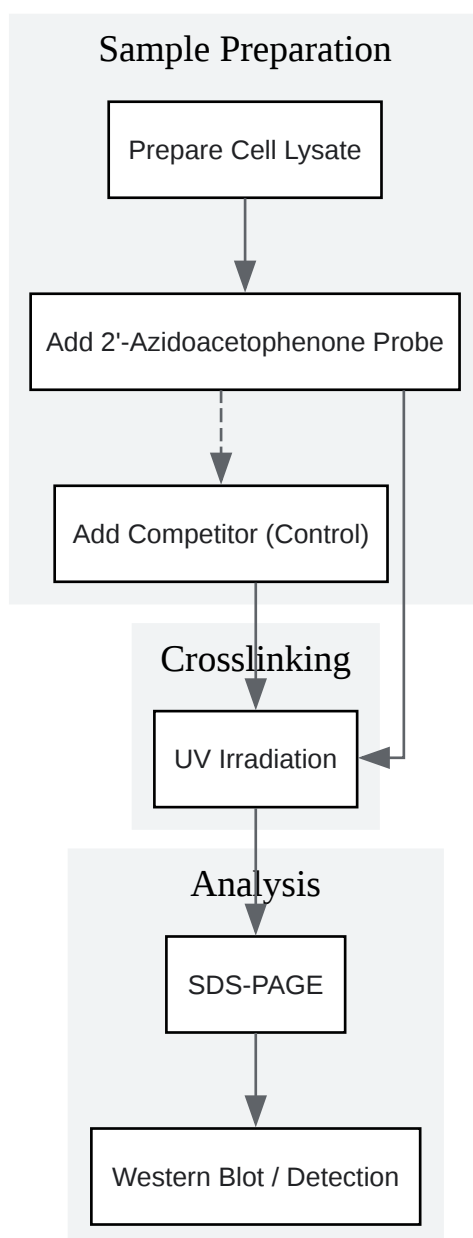 Sample Preparation
Prepare Cell Lysate
Add 2'-Azidoacetophenone Probe
Add Competitor (Control)
Crosslinking
UV Irradiation
Analysis
SDS-PAGE
Western Blot / Detection